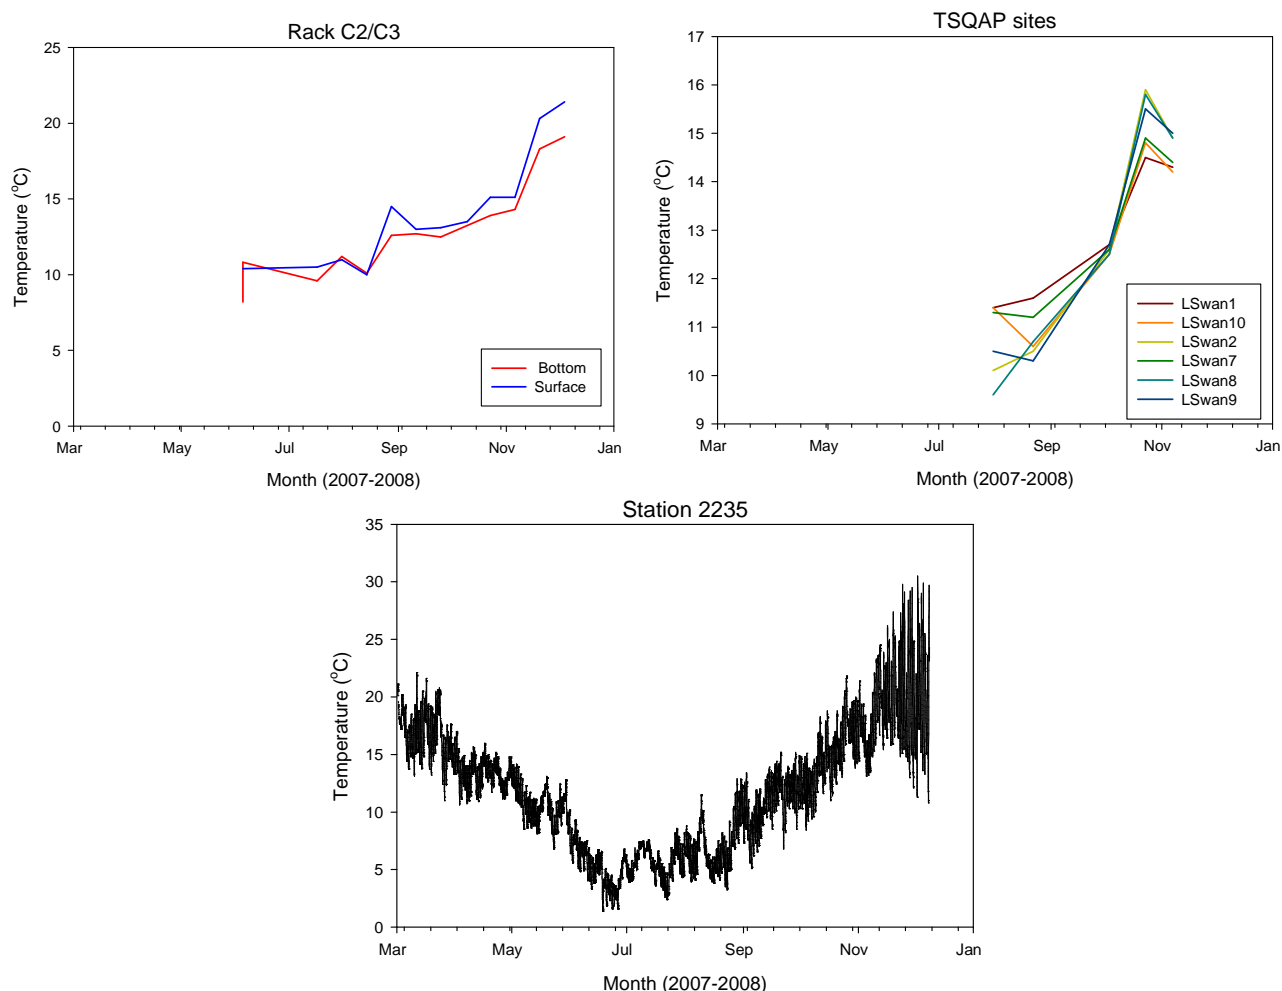 Rack C2/C3
25
20
15
10
5
0
Temperature (°C)
Mar May Jul Sep Nov Jan
Month (2007-2008)
Bottom
Surface
TSQAP sites
17
16
15
14
13
12
11
10
9
Temperature (°C)
Mar May Jul Sep Nov Jan
Month (2007-2008)
LSwan1
LSwan10
LSwan2
LSwan7
LSwan8
LSwan9
Station 2235
35
30
25
20
15
10
5
0
Temperature (°C)
Mar May Jul Sep Nov Jan
Month (2007-2008)